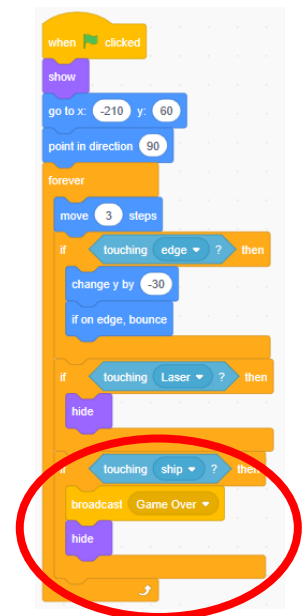 when clicked
show
go to x: -210 y: 60
point in direction 90
forever
move 3 steps
if touching edge ? then
change y by -30
if on edge, bounce
if touching Laser ? then
hide
if touching ship ? then
broadcast Game Over
hide